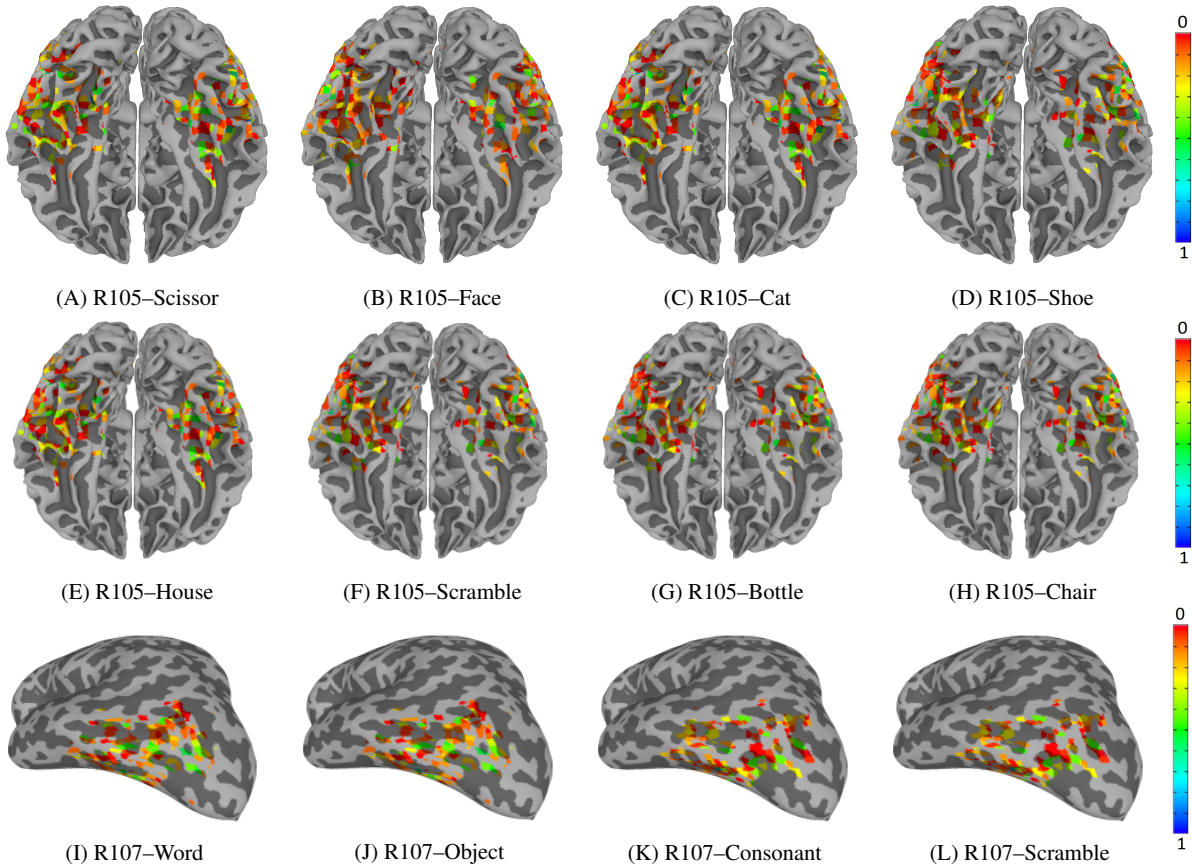 0
1
(A) R105–Scissor
(B) R105–Face
(C) R105–Cat
(D) R105–Shoe
0
1
(E) R105–House
(F) R105–Scramble
(G) R105–Bottle
(H) R105–Chair
0
1
(I) R107–Word
(J) R107–Object
(K) R107–Consonant
(L) R107–Scramble